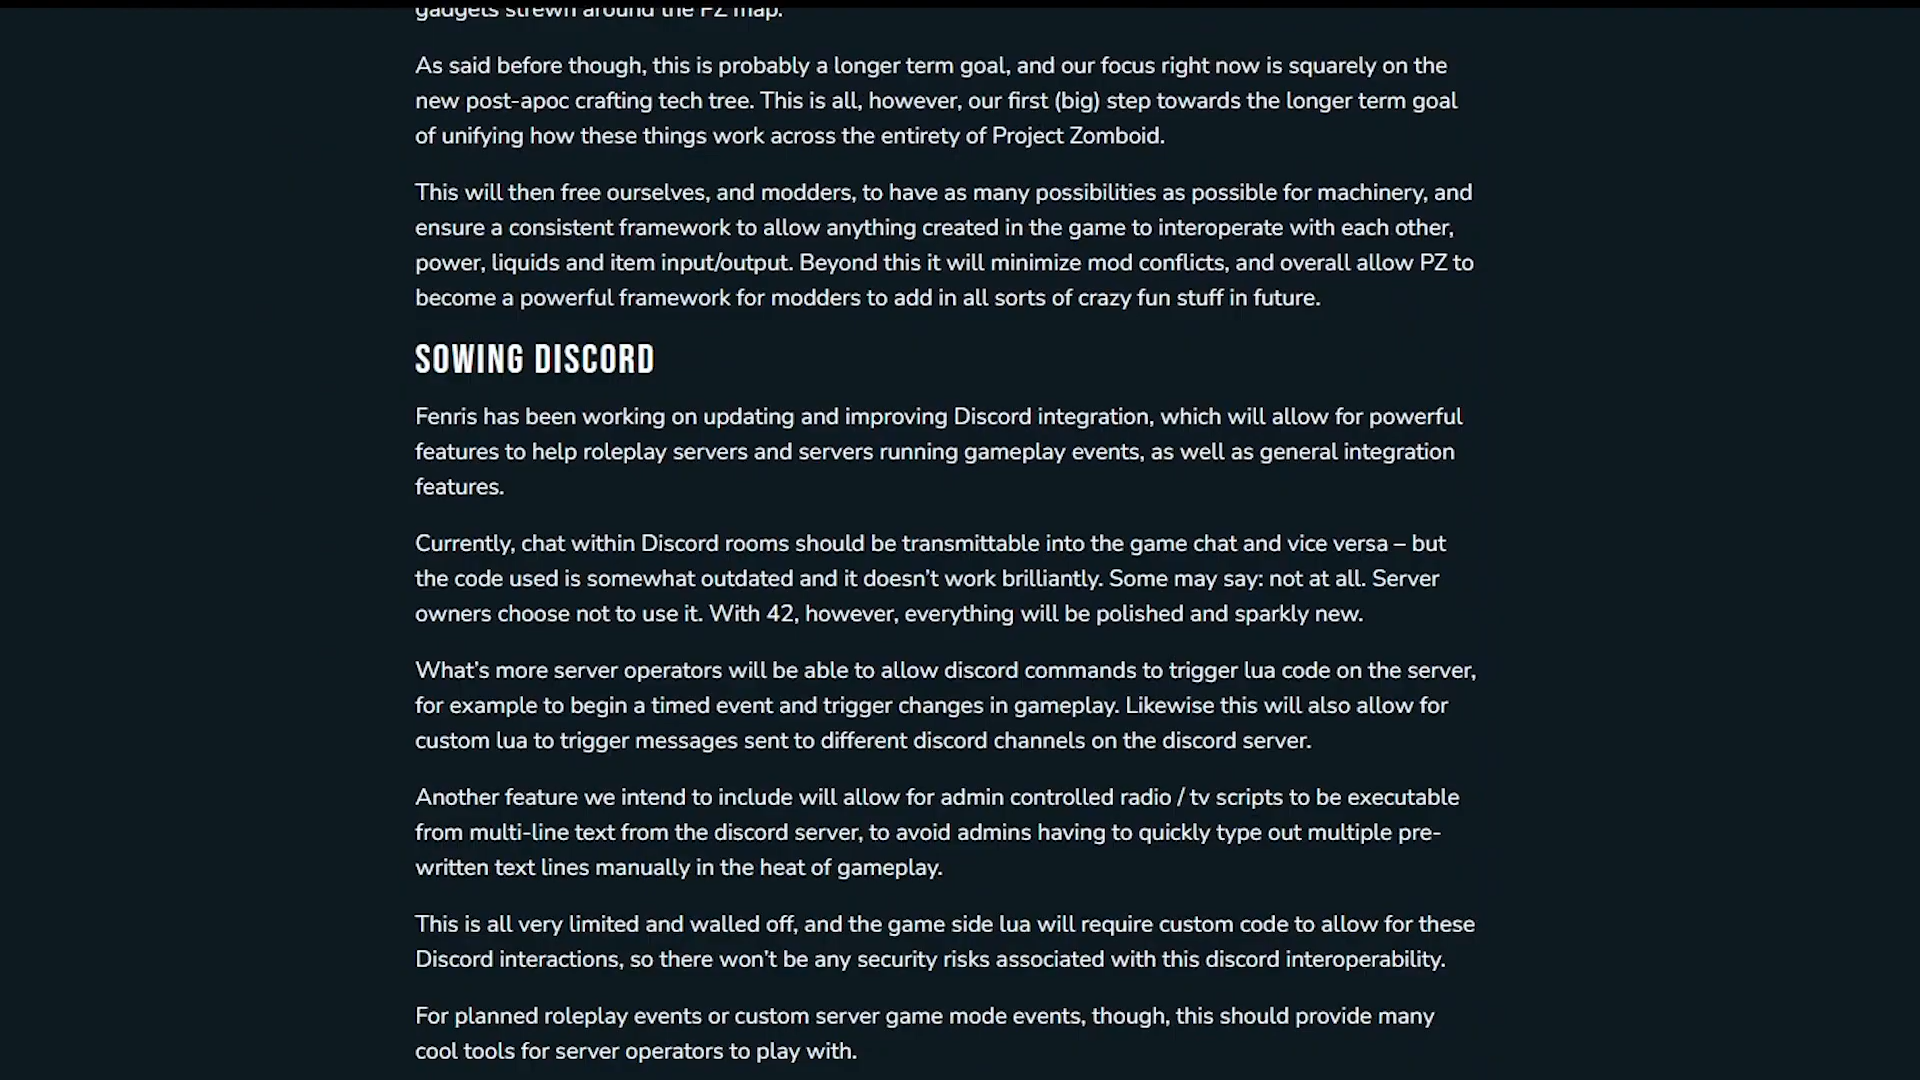 gadgets strewn around the PZ map.
As said before though, this is probably a longer term goal, and our focus right now is squarely on the
new post-apoc crafting tech tree. This is all, however, our first (big) step towards the longer term goal
of unifying how these things work across the entirety of Project Zomboid.
This will then free ourselves, and modders, to have as many possibilities as possible for machinery, and
ensure a consistent framework to allow anything created in the game to interoperate with each other,
power, liquids and item input/output. Beyond this it will minimize mod conflicts, and overall allow PZ to
become a powerful framework for modders to add in all sorts of crazy fun stuff in future.
SOWING DISCORD
Fenris has been working on updating and improving Discord integration, which will allow for powerful
features to help roleplay servers and servers running gameplay events, as well as general integration
features.
Currently, chat within Discord rooms should be transmittable into the game chat and vice versa – but
the code used is somewhat outdated and it doesn’t work brilliantly. Some may say: not at all. Server
owners choose not to use it. With 42, however, everything will be polished and sparkly new.
What’s more server operators will be able to allow discord commands to trigger lua code on the server,
for example to begin a timed event and trigger changes in gameplay. Likewise this will also allow for
custom lua to trigger messages sent to different discord channels on the discord server.
Another feature we intend to include will allow for admin controlled radio / tv scripts to be executable
from multi-line text from the discord server, to avoid admins having to quickly type out multiple pre-
written text lines manually in the heat of gameplay.
This is all very limited and walled off, and the game side lua will require custom code to allow for these
Discord interactions, so there won’t be any security risks associated with this discord interoperability.
For planned roleplay events or custom server game mode events, though, this should provide many
cool tools for server operators to play with.